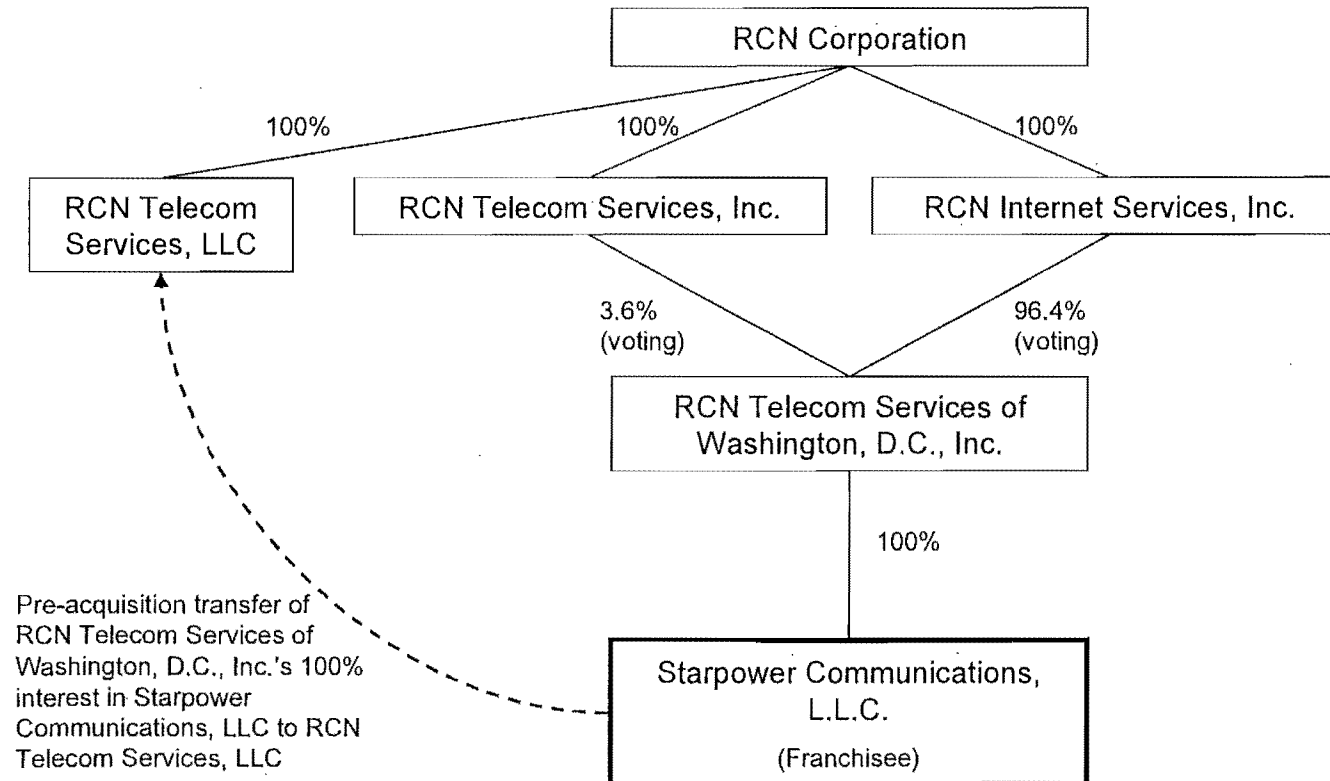 RCN Corporation
100%
100%
100%
RCN Telecom
Services, LLC
RCN Telecom Services, Inc.
RCN Internet Services, Inc.
3.6%
(voting)
96.4%
(voting)
RCN Telecom Services of
Washington, D.C., Inc.
100%
Pre-acquisition transfer of
RCN Telecom Services of
Washington, D.C., Inc.'s 100%
interest in Starpower
Communications, LLC to RCN
Telecom Services, LLC
Starpower Communications,
L.L.C.
(Franchisee)